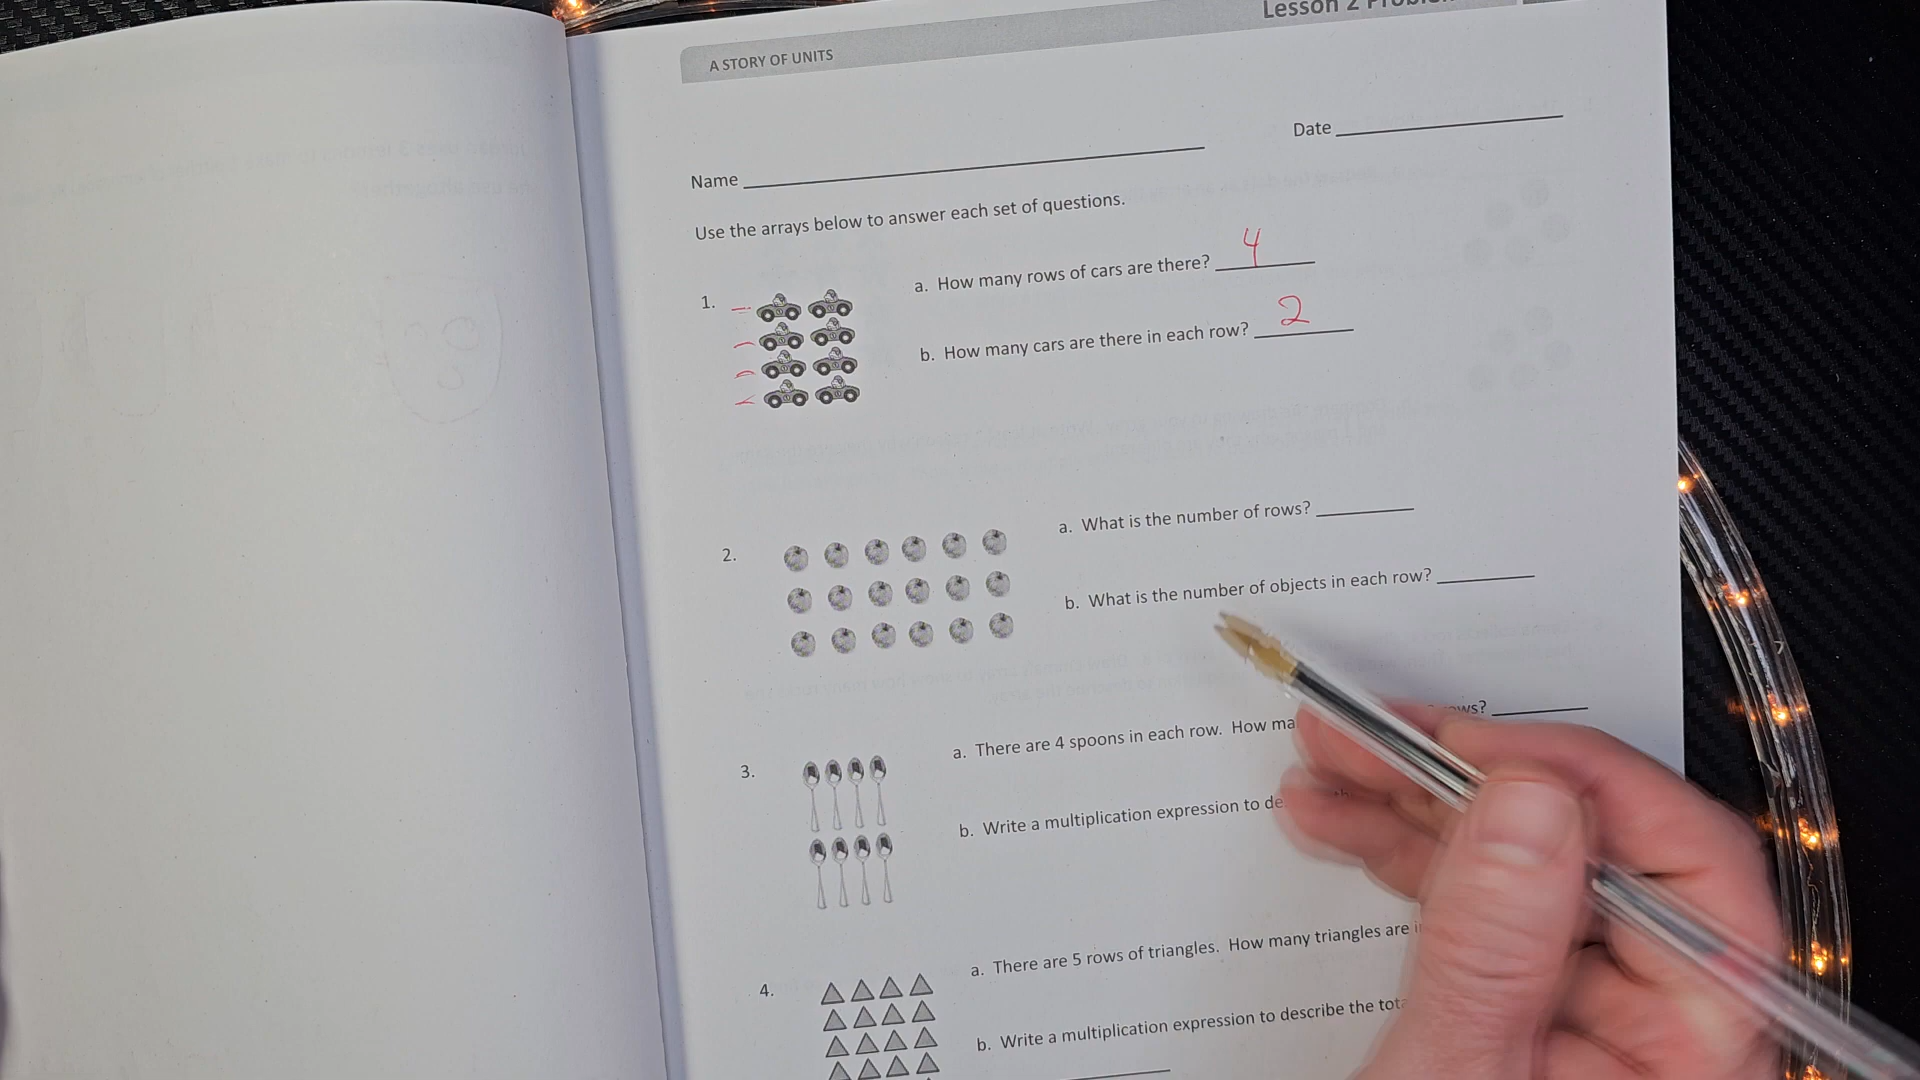 Lesson 2
A STORY OF UNITS
Date
Name
Use the arrays below to answer each set of questions.
1.
a. How many rows of cars are there? 4
b. How many cars are there in each row? 2
2.
a. What is the number of rows?
b. What is the number of objects in each row?
3.
a. There are 4 spoons in each row. How
b. Write a multiplication expression to
4.
a. There are 5 rows of triangles. How many triangles are
b. Write a multiplication expression to describe the